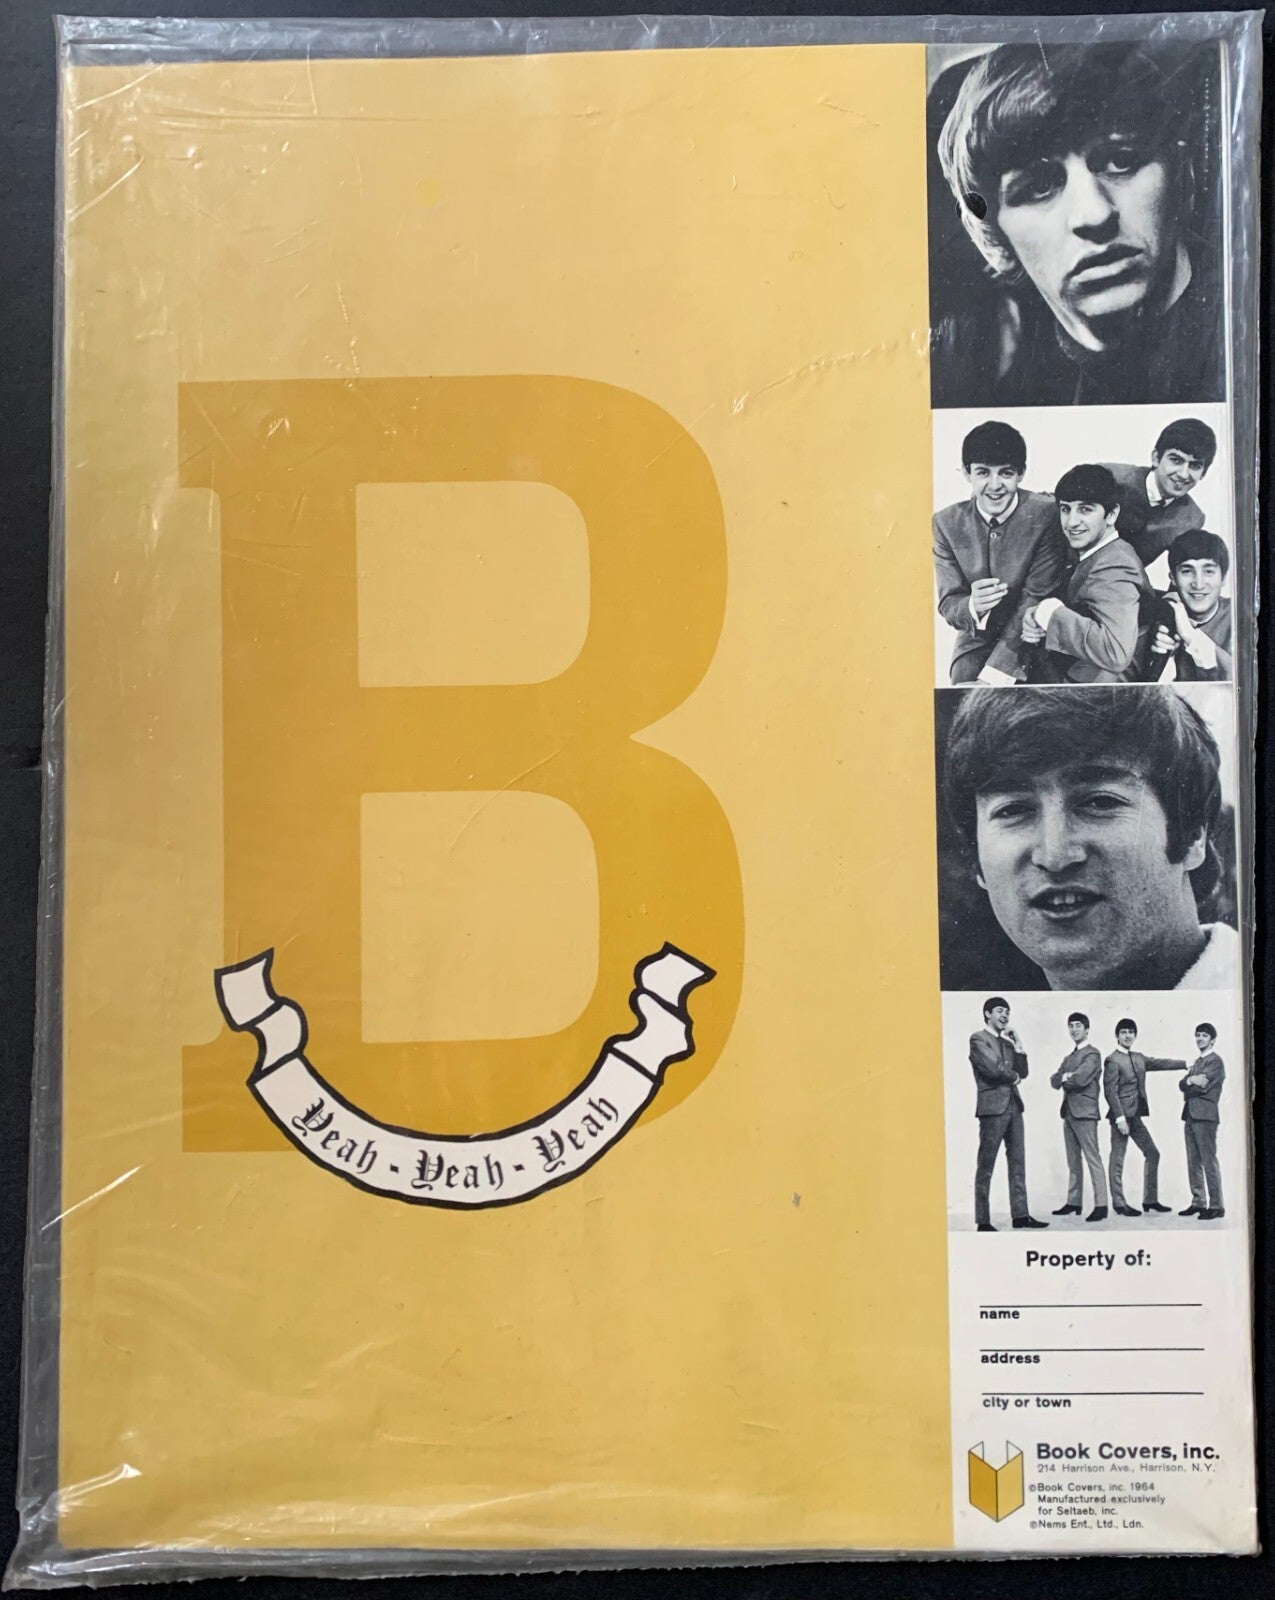 B
Yeah - Yeah - Yeah
Property of:
name
address
city or town
Book Covers, inc.
214 Harrison Ave., Harrison, N.Y.
©Book Covers, inc. 1964
Manufactured exclusively
for Seltaeb, inc.
©Nems Ent., Ltd., Ldn.